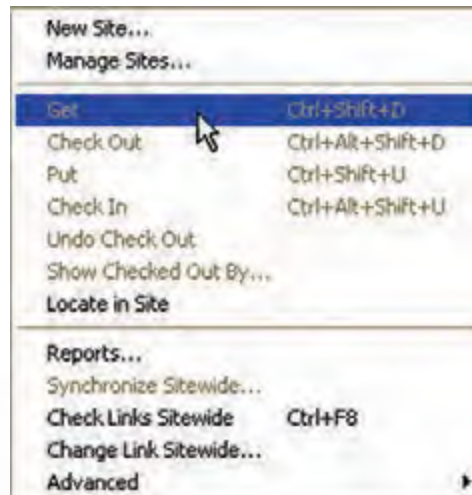 New Site...
Manage Sites...
Get Ctrl+Shift+D
Check Out Ctrl+Alt+Shift+D
Put Ctrl+Shift+U
Check In Ctrl+Alt+Shift+U
Undo Check Out
Show Checked Out By...
Locate in Site
Reports...
Synchronize Sitewide...
Check Links Sitewide Ctrl+F8
Change Link Sitewide...
Advanced